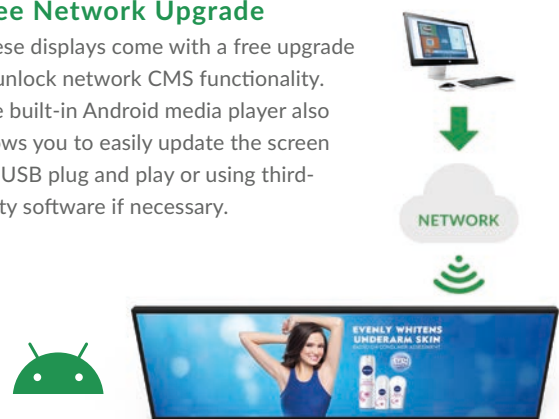 ee Network Upgrade
ese displays come with a free upgrade
unlock network CMS functionality.
e built-in Android media player also
ows you to easily update the screen
USB plug and play or using third-
ty software if necessary.
NETWORK
EVENLY WHITENS
UNDERARM SKIN